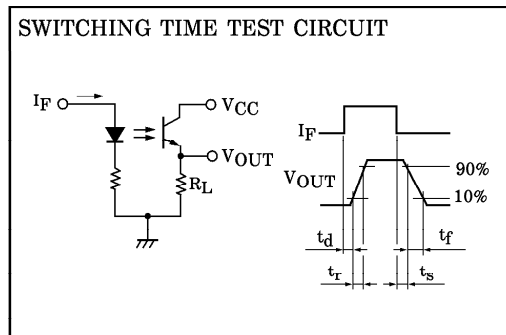 SWITCHING TIME TEST CIRCUIT
IF
VCC
VOUT
RL
IF
VOUT
90%
10%
td
tf
tr
ts